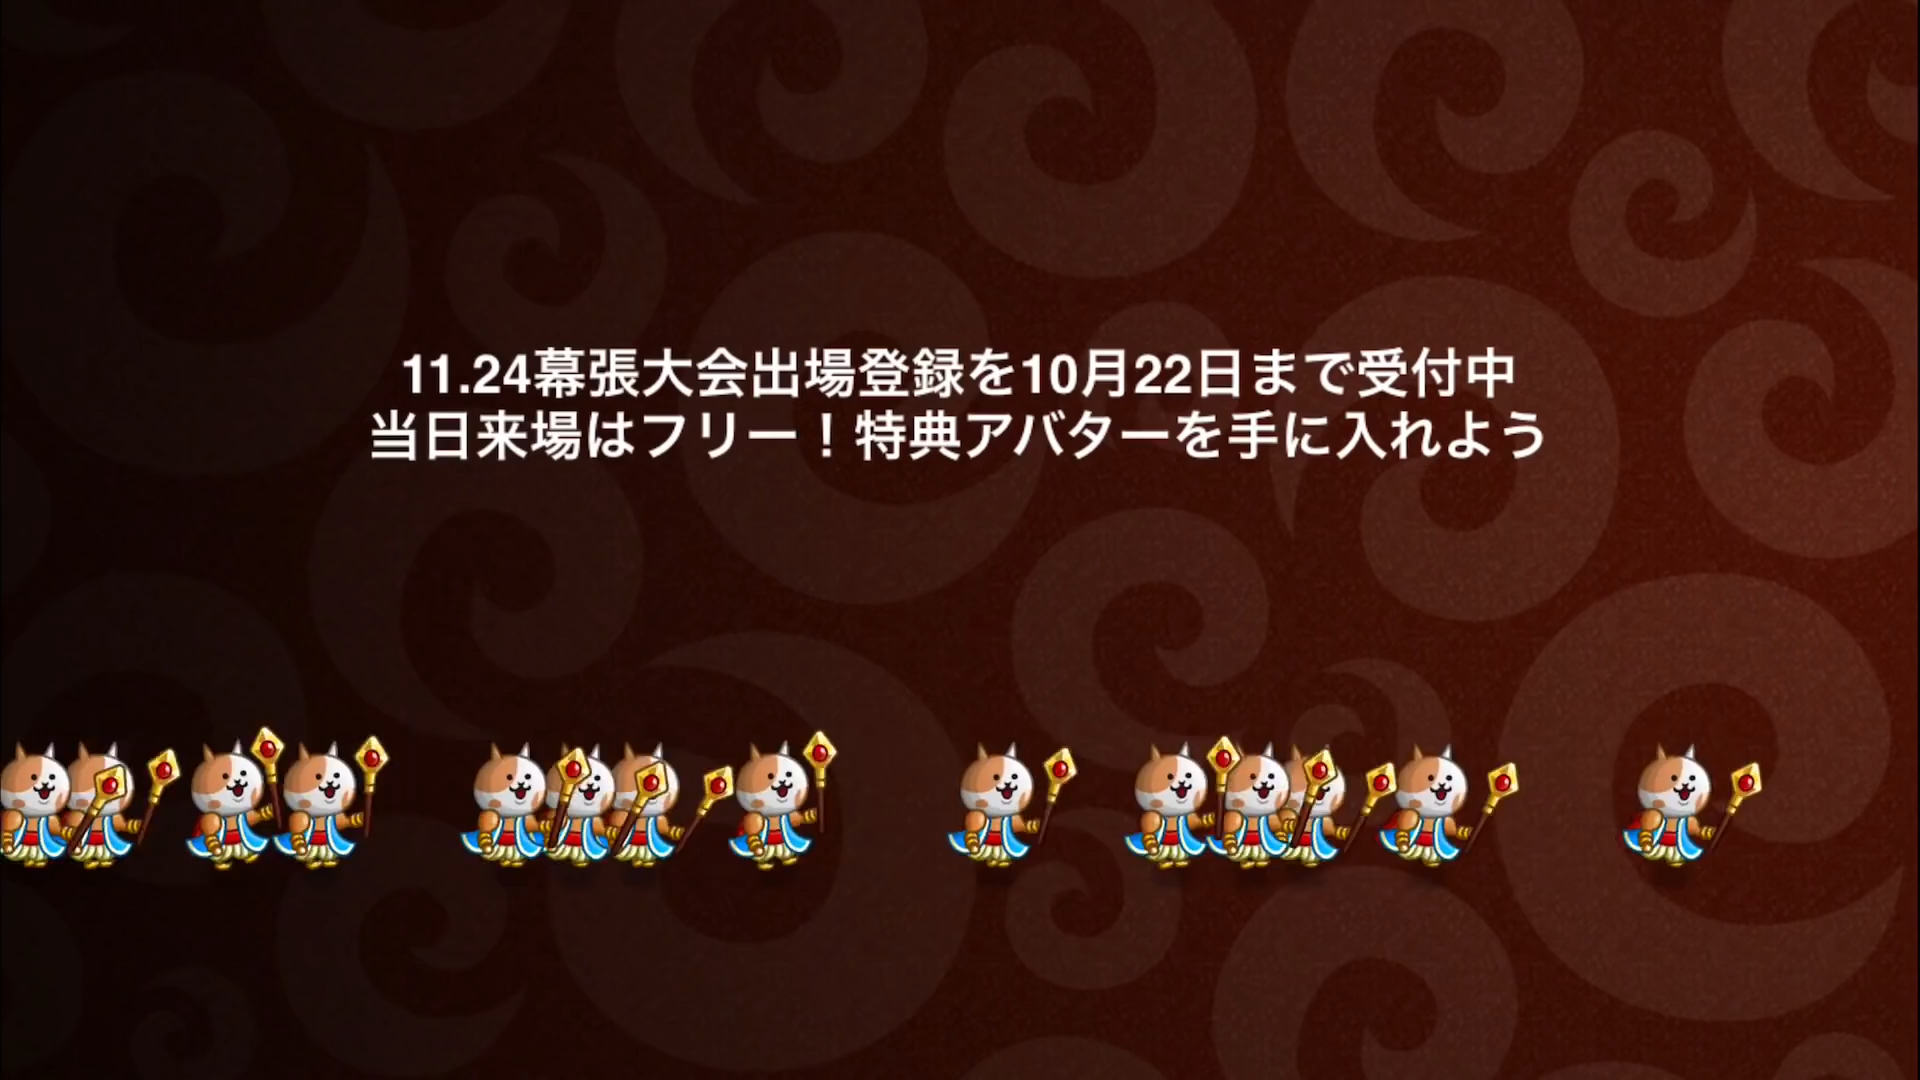 11.24幕張大会出場登録を10月22日まで受付中
当日来場はフリー！特典アバターを手に入れよう